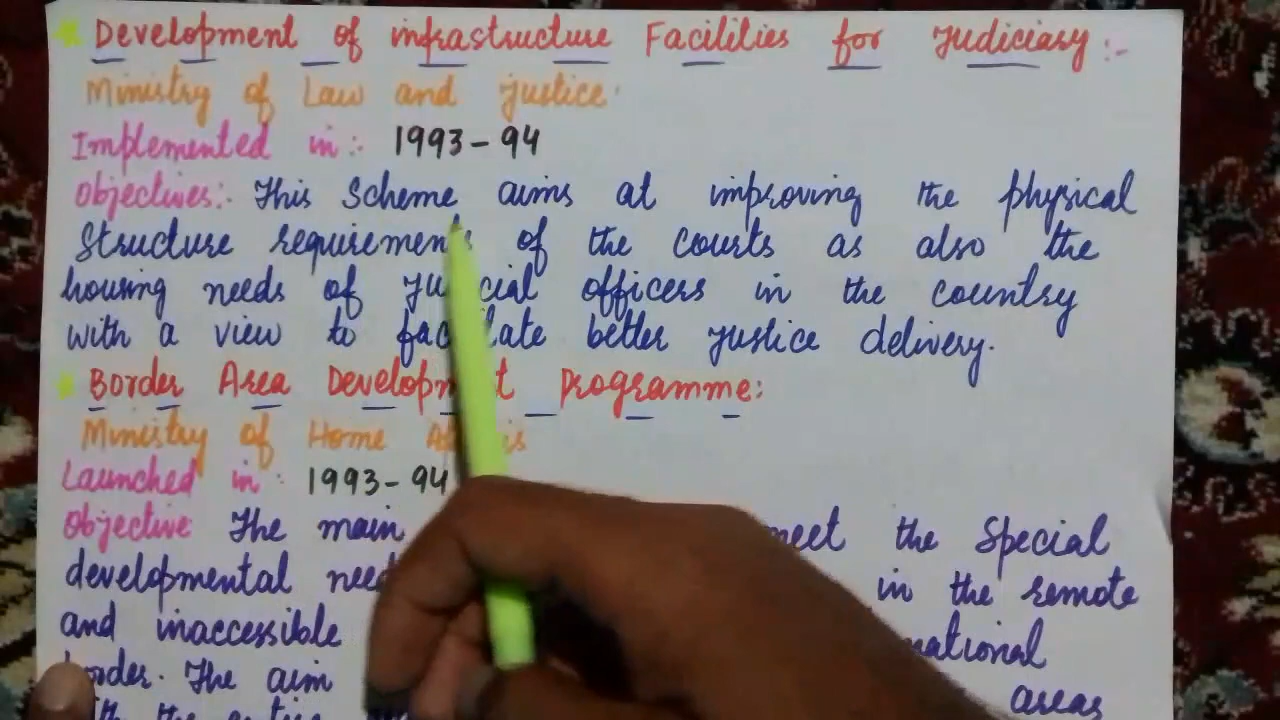 Development of infrastructure Facilities for Judiciary:-
Ministry of Law and justice.
Implemented in:- 1993-94
Objectives:- This Scheme aims at improving the physical
Structure requirements of the courts as also the
housing needs of officers in the country
with a view to better justice delivery.
Border Area Programme:
Ministry of Home
Launched in: 1993-94
Objective: The main meet the Special
developmental in the remote
and inaccessible
The aim areas
the